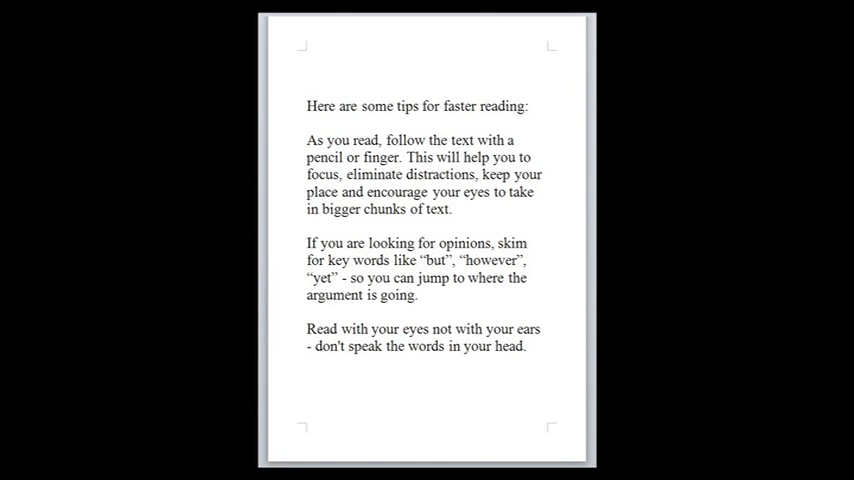 Here are some tips for faster reading:
As you read, follow the text with a
pencil or finger. This will help you to
focus, eliminate distractions, keep your
place and encourage your eyes to take
in bigger chunks of text.
If you are looking for opinions, skim
for key words like “but”, “however”,
“yet” - so you can jump to where the
argument is going.
Read with your eyes not with your ears
- don't speak the words in your head.